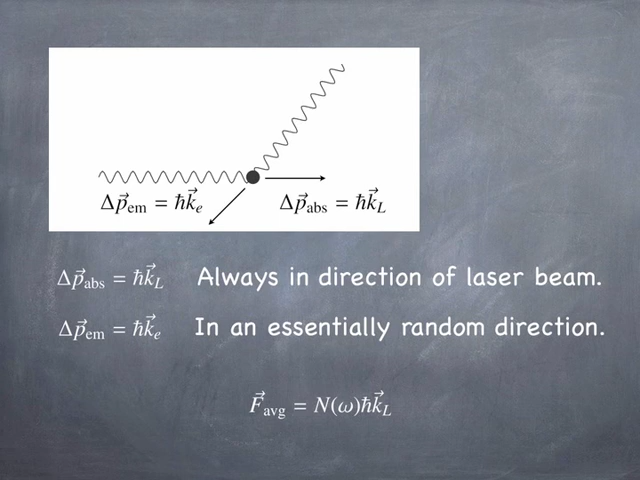 Δp⃗em = ħk⃗e Δp⃗abs = ħk⃗L
Δp⃗abs = ħk⃗L Always in direction of laser beam.
Δp⃗em = ħk⃗e In an essentially random direction.
F⃗avg = N(ω)ħk⃗L